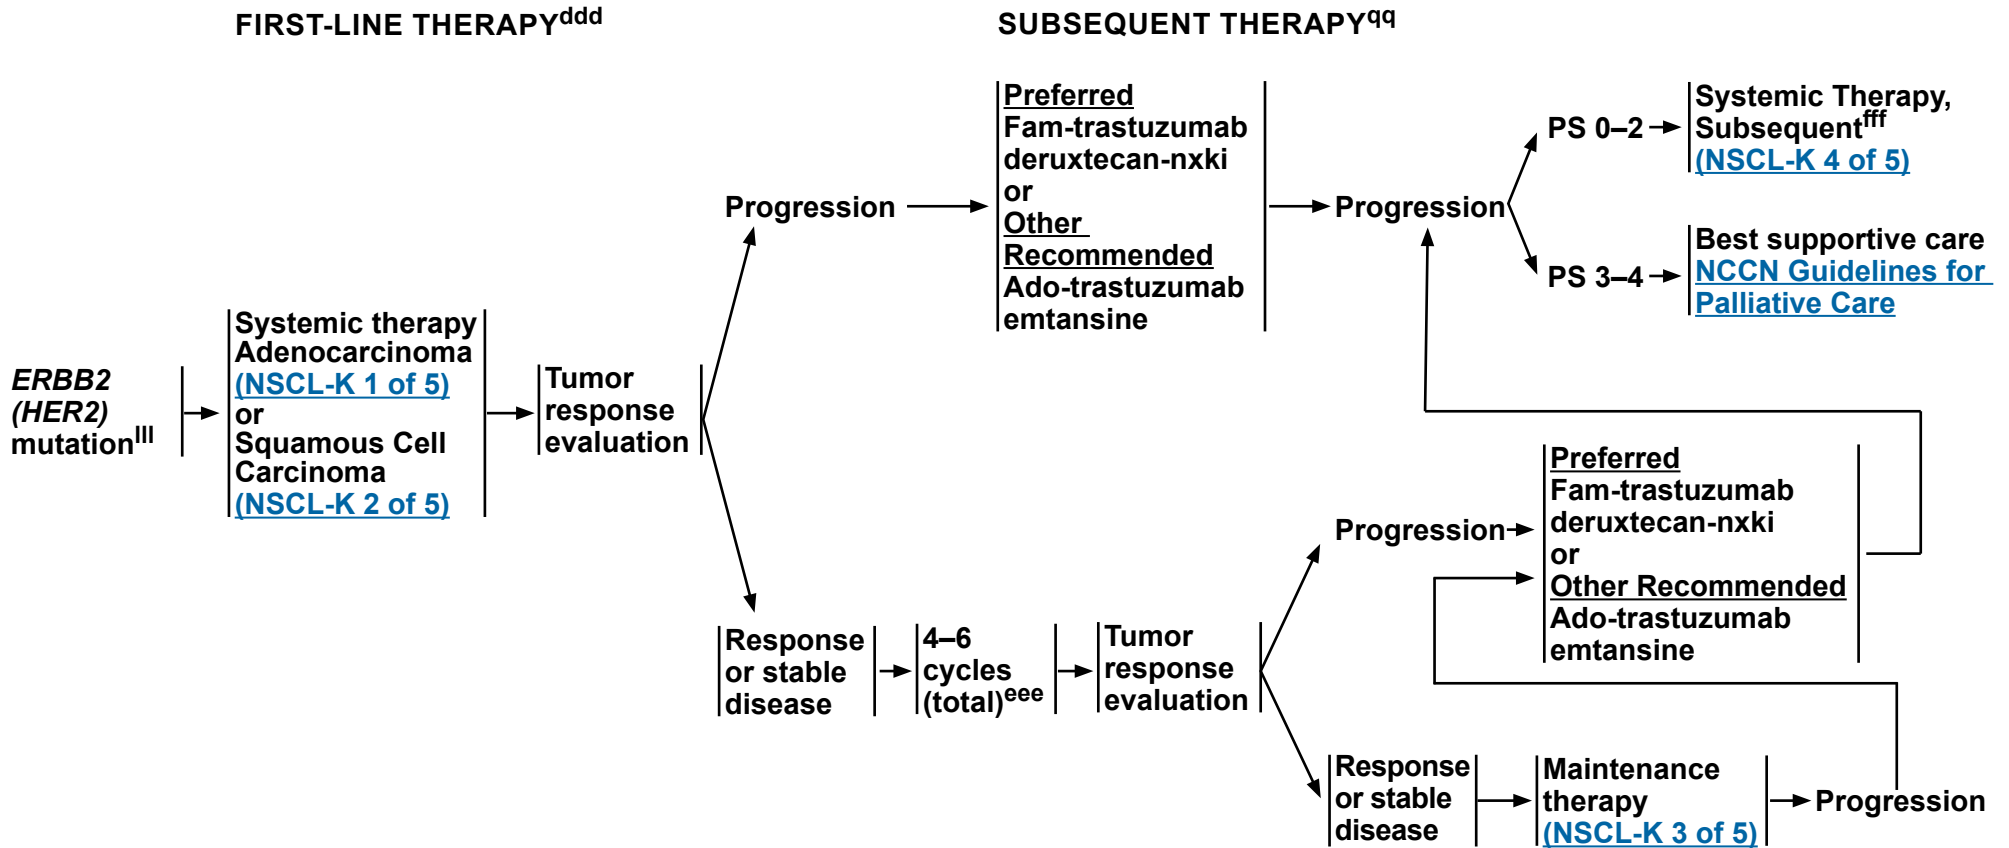 FIRST-LINE THERAPYddd
SUBSEQUENT THERAPYqq
ERBB2
(HER2)
mutationlll
Systemic therapy
Adenocarcinoma
(NSCL-K 1 of 5)
or
Squamous Cell
Carcinoma
(NSCL-K 2 of 5)
Tumor
response
evaluation
Progression
Preferred
Fam-trastuzumab
deruxtecan-nxki
or
Other
Recommended
Ado-trastuzumab
emtansine
Progression
PS 0–2
Systemic Therapy,
Subsequentfff
(NSCL-K 4 of 5)
PS 3–4
Best supportive care
NCCN Guidelines for
Palliative Care
Response
or stable
disease
4–6
cycles
(total)eee
Tumor
response
evaluation
Progression
Preferred
Fam-trastuzumab
deruxtecan-nxki
or
Other Recommended
Ado-trastuzumab
emtansine
Response
or stable
disease
Maintenance
therapy
(NSCL-K 3 of 5)
Progression